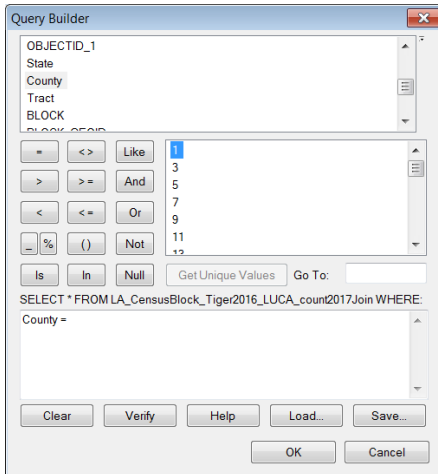 Query Builder
OBJECTID_1
State
County
Tract
BLOCK
= <> Like
1
3
> >= And
5
7
< <= Or
9
_ % () Not
11
Is In Null Get Unique Values Go To:
SELECT * FROM LA_CensusBlock_Tiger2016_LUCA_count2017Join WHERE:
County =
Clear Verify Help Load... Save...
OK Cancel